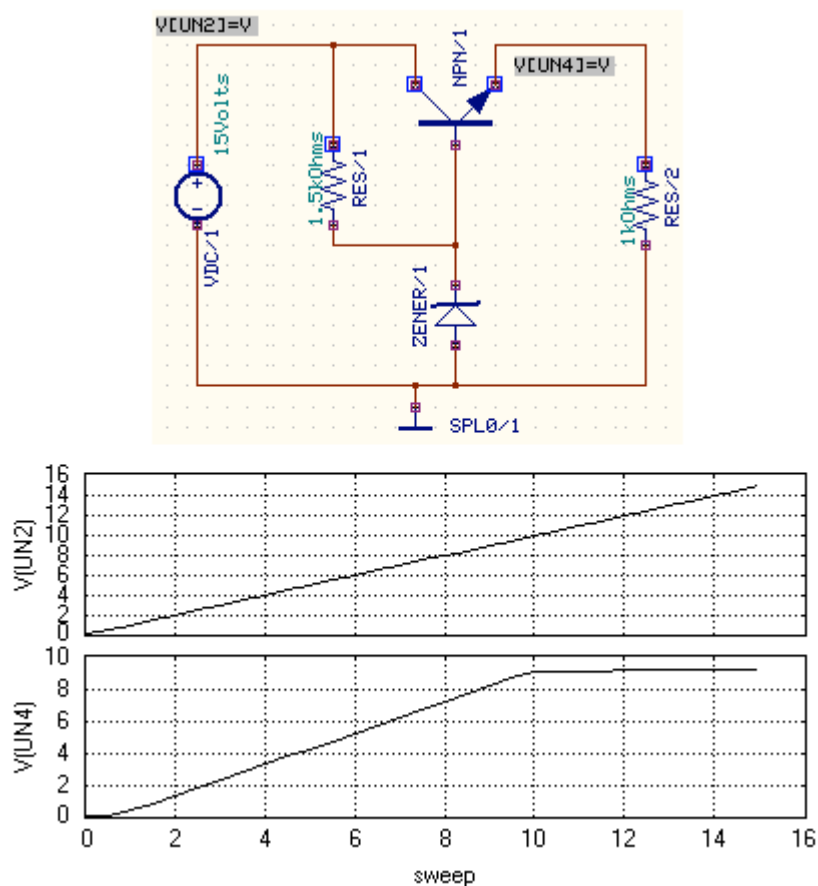 V[UN2]=V
15Volts
VDC/1
1.5kOhms
RES/1
NPN/1
V[UN4]=V
1kOhms
RES/2
ZENER/1
SPL0/1
V(UN2)
16
14
12
10
8
6
4
2
0
V(UN4)
10
8
6
4
2
0
0 2 4 6 8 10 12 14 16
sweep